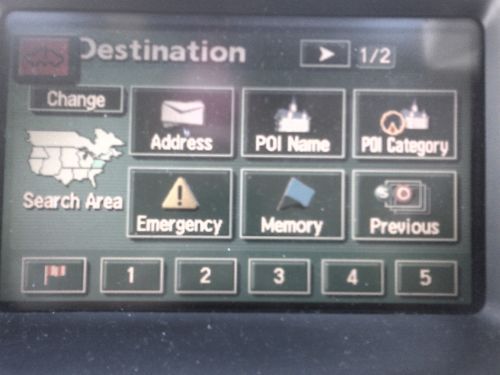 Destination 1/2
Change
Address POI Name POI Category
Search Area
Emergency Memory Previous
1 2 3 4 5